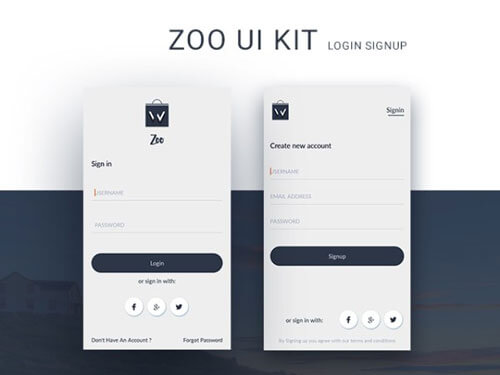 ZOO UI KIT LOGIN SIGNUP
Zoo
Sign in
USERNAME
PASSWORD
Login
or sign in with:
f g+
Don't Have An Account ? Forgot Password
Signin
Create new account
USERNAME
EMAIL ADDRESS
PASSWORD
Signup
or sign in with:
f g+
By Signing up you agree with our terms and conditions